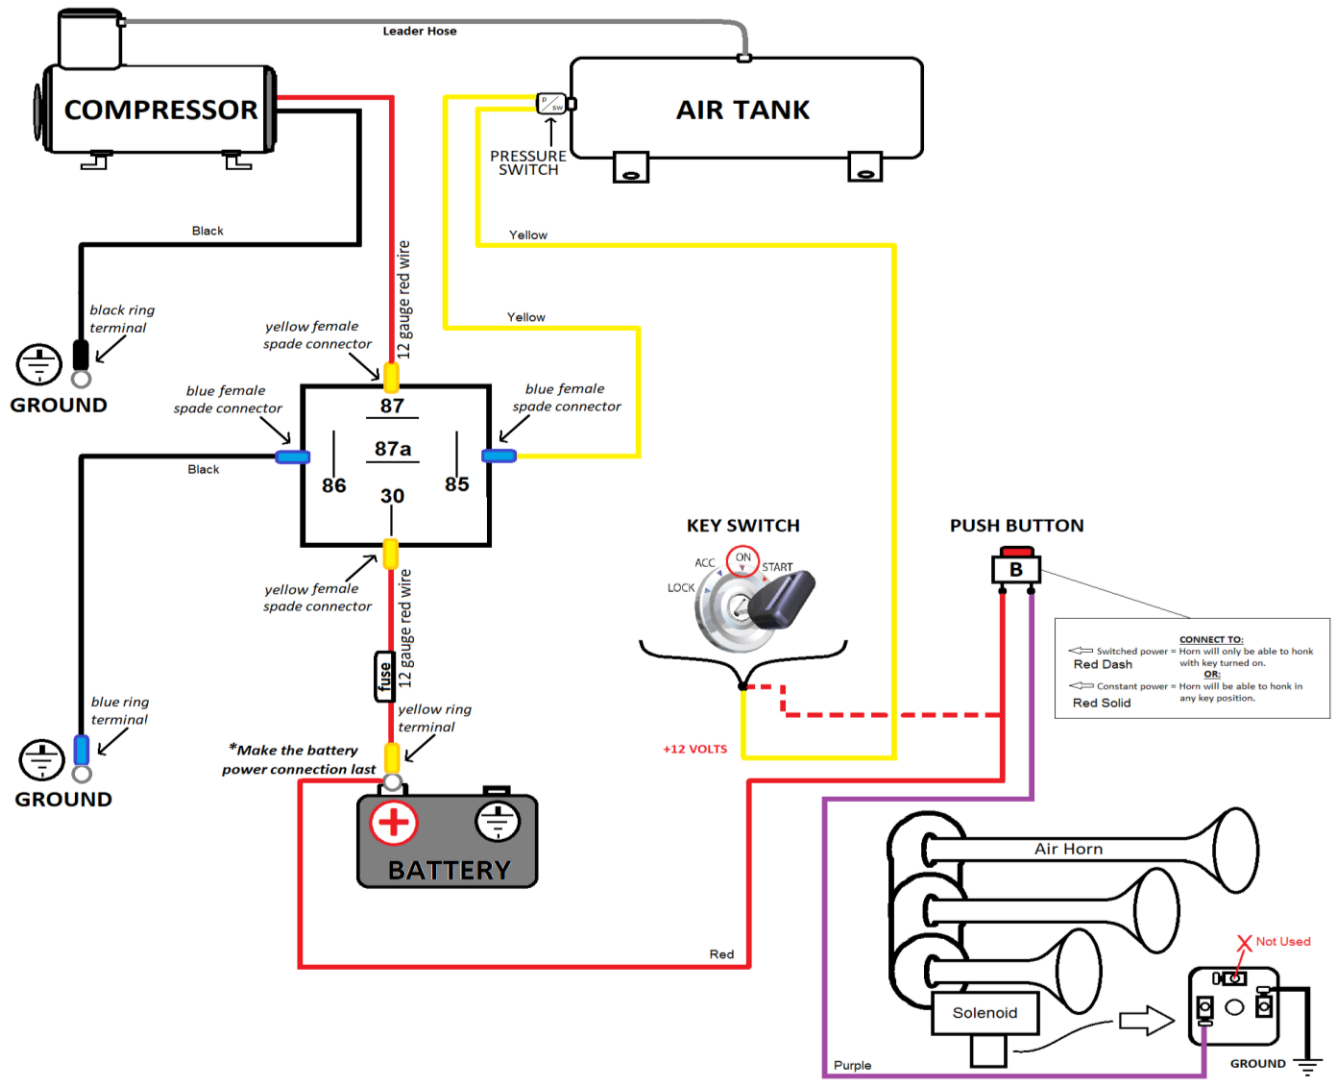 Leader Hose
COMPRESSOR
AIR TANK
P
SW
PRESSURE
SWITCH
Black
Yellow
12 gauge red wire
black ring
terminal
yellow female
spade connector
Yellow
GROUND
blue female
spade connector
blue female
spade connector
87
87a
86
85
30
Black
KEY SWITCH
PUSH BUTTON
LOCK
ACC
ON
START
B
yellow female
spade connector
12 gauge red wire
fuse
CONNECT TO:
Switched power = Horn will only be able to honk
Red Dash
with key turned on.
OR:
Constant power = Horn will be able to honk in
Red Solid
any key position.
blue ring
terminal
yellow ring
terminal
*Make the battery
power connection last
+12 VOLTS
GROUND
+
BATTERY
Air Horn
Red
X Not Used
Solenoid
Purple
GROUND